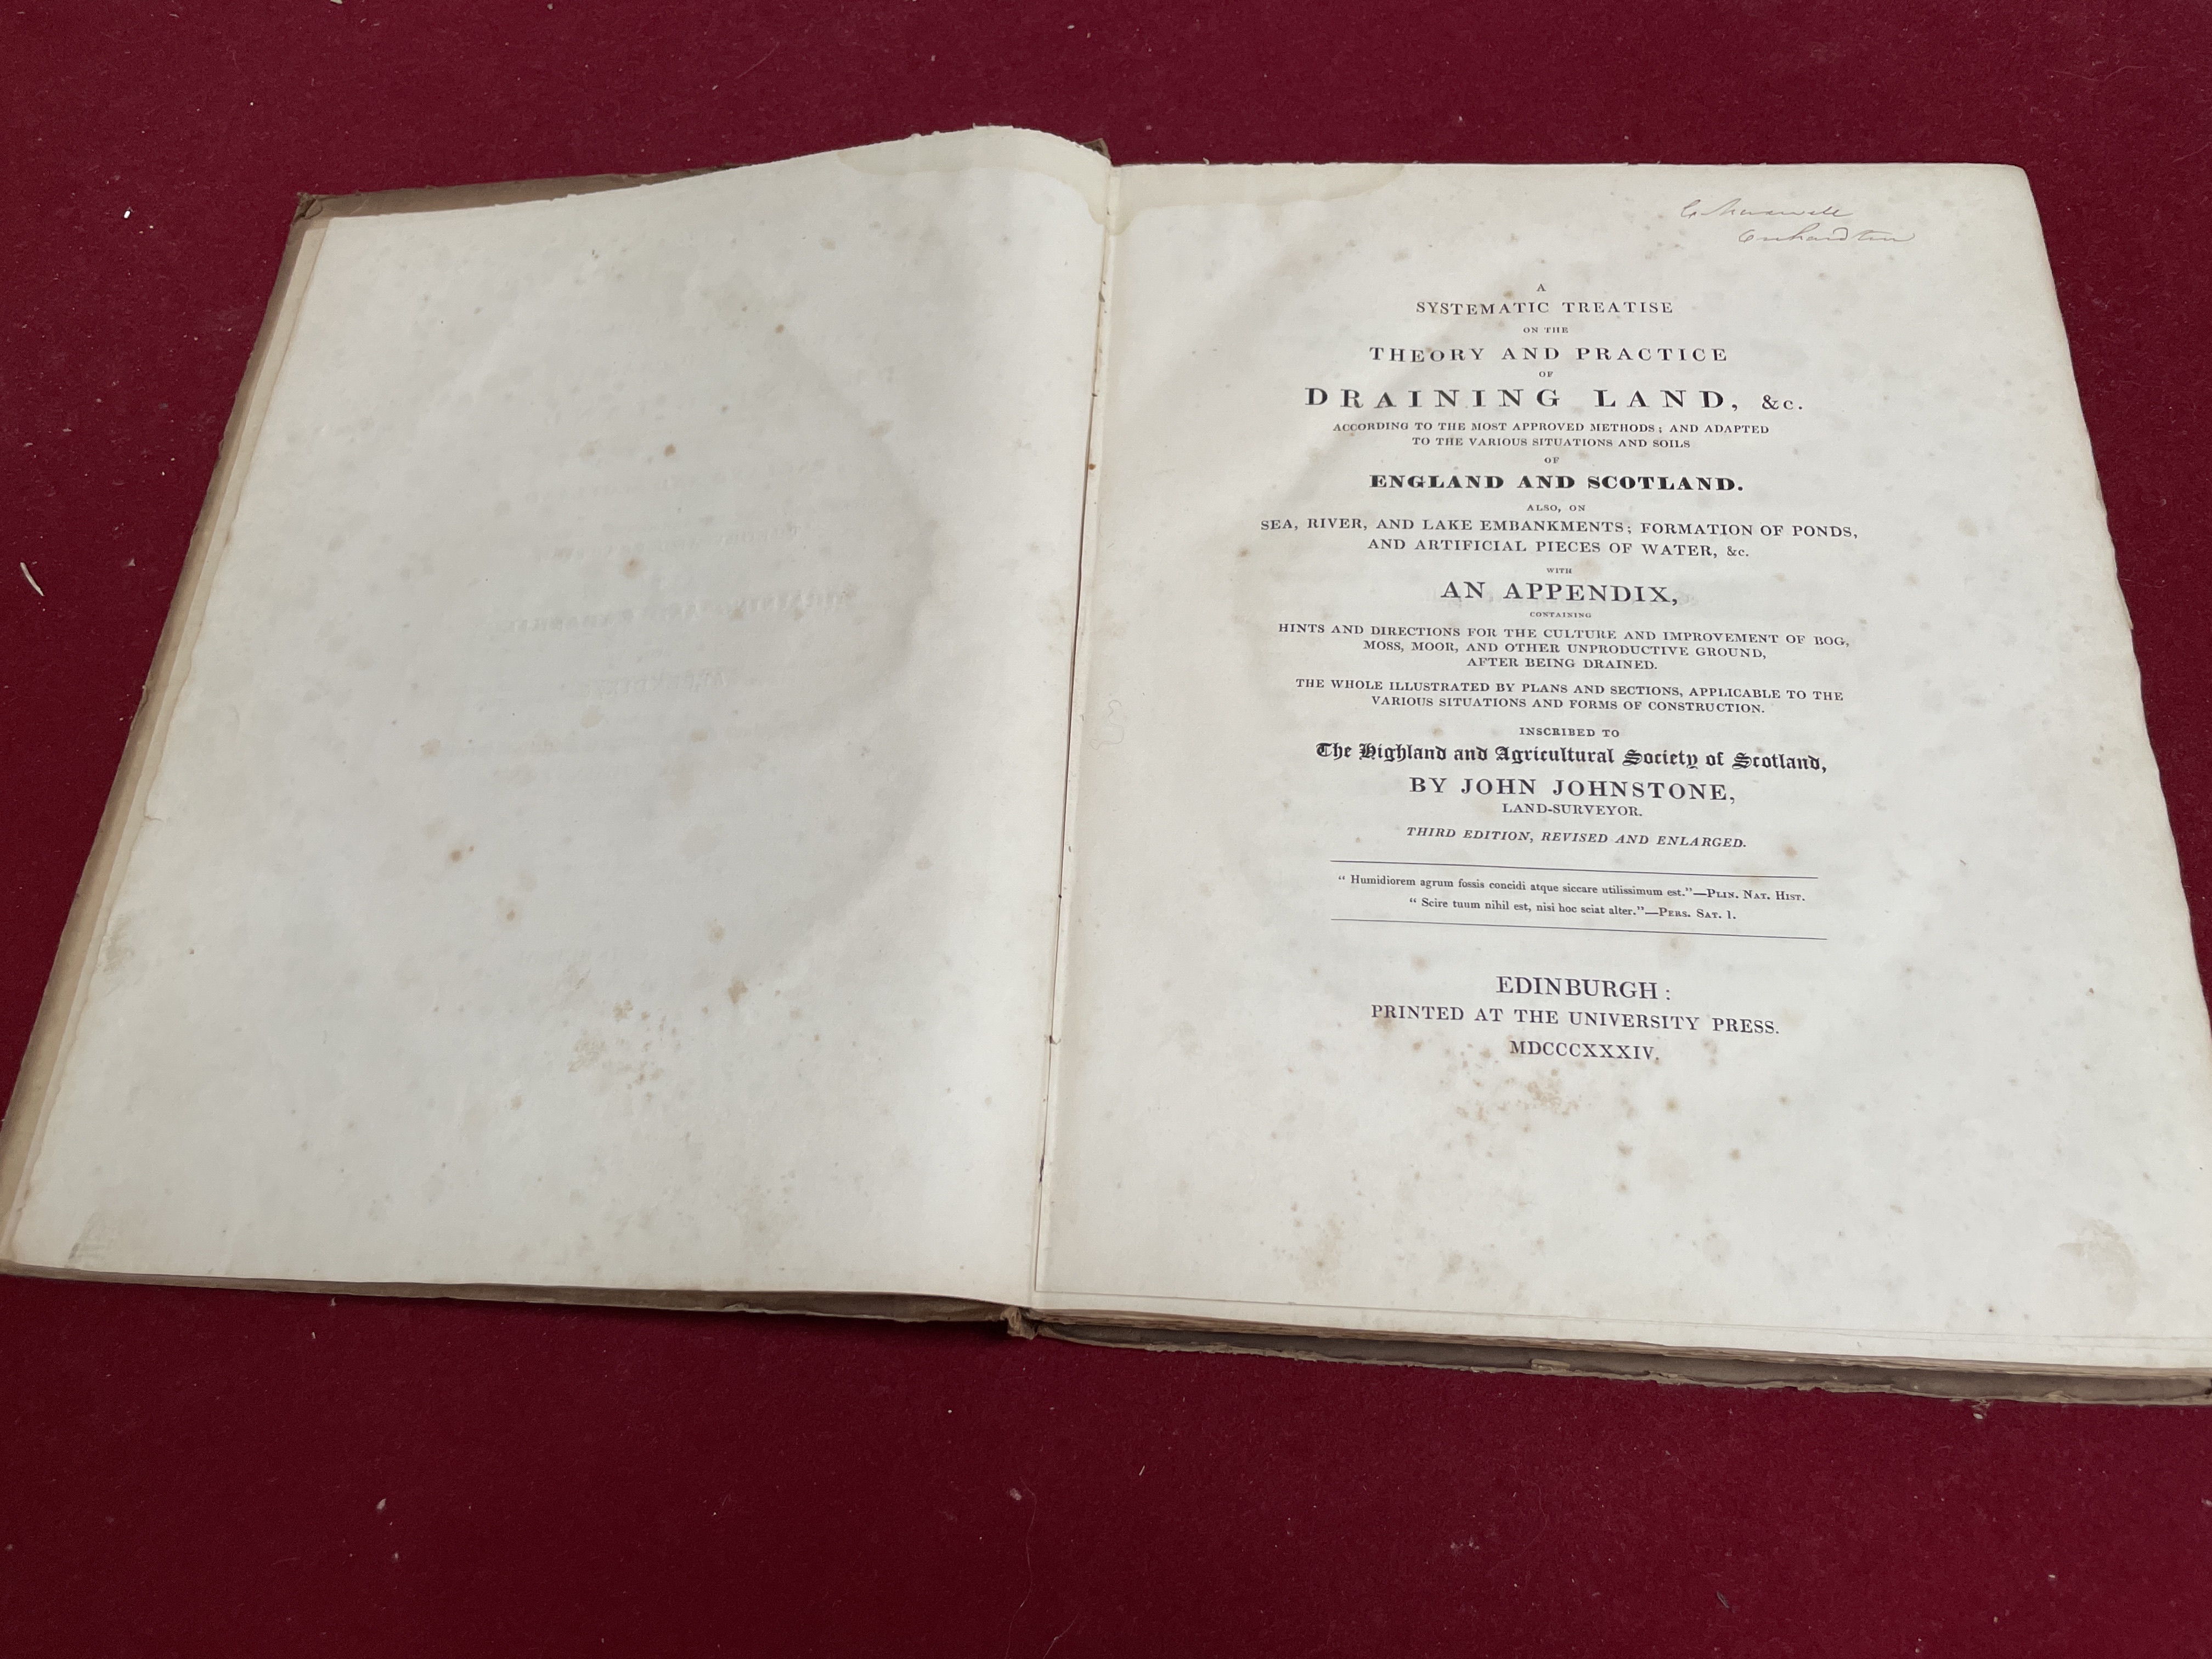 A
SYSTEMATIC TREATISE
ON THE
THEORY AND PRACTICE
OF
DRAINING LAND, &c.
ACCORDING TO THE MOST APPROVED METHODS; AND ADAPTED
TO THE VARIOUS SITUATIONS AND SOILS
OF
ENGLAND AND SCOTLAND.
ALSO, ON
SEA, RIVER, AND LAKE EMBANKMENTS; FORMATION OF PONDS,
AND ARTIFICIAL PIECES OF WATER, &c.
WITH
AN APPENDIX,
CONTAINING
HINTS AND DIRECTIONS FOR THE CULTURE AND IMPROVEMENT OF BOG,
MOSS, MOOR, AND OTHER UNPRODUCTIVE GROUND,
AFTER BEING DRAINED.
THE WHOLE ILLUSTRATED BY PLANS AND SECTIONS, APPLICABLE TO THE
VARIOUS SITUATIONS AND FORMS OF CONSTRUCTION.
INSCRIBED TO
The Highland and Agricultural Society of Scotland,
BY JOHN JOHNSTONE,
LAND-SURVEYOR.
THIRD EDITION, REVISED AND ENLARGED.
“ Humidiorem agrum fossis concidi atque siccare utilissimum est.”—PLIN. NAT. HIST.
“ Scire tuum nihil est, nisi hoc sciat alter.”—PERS. SAT. 1.
EDINBURGH:
PRINTED AT THE UNIVERSITY PRESS.
MDCCCXXXIV.